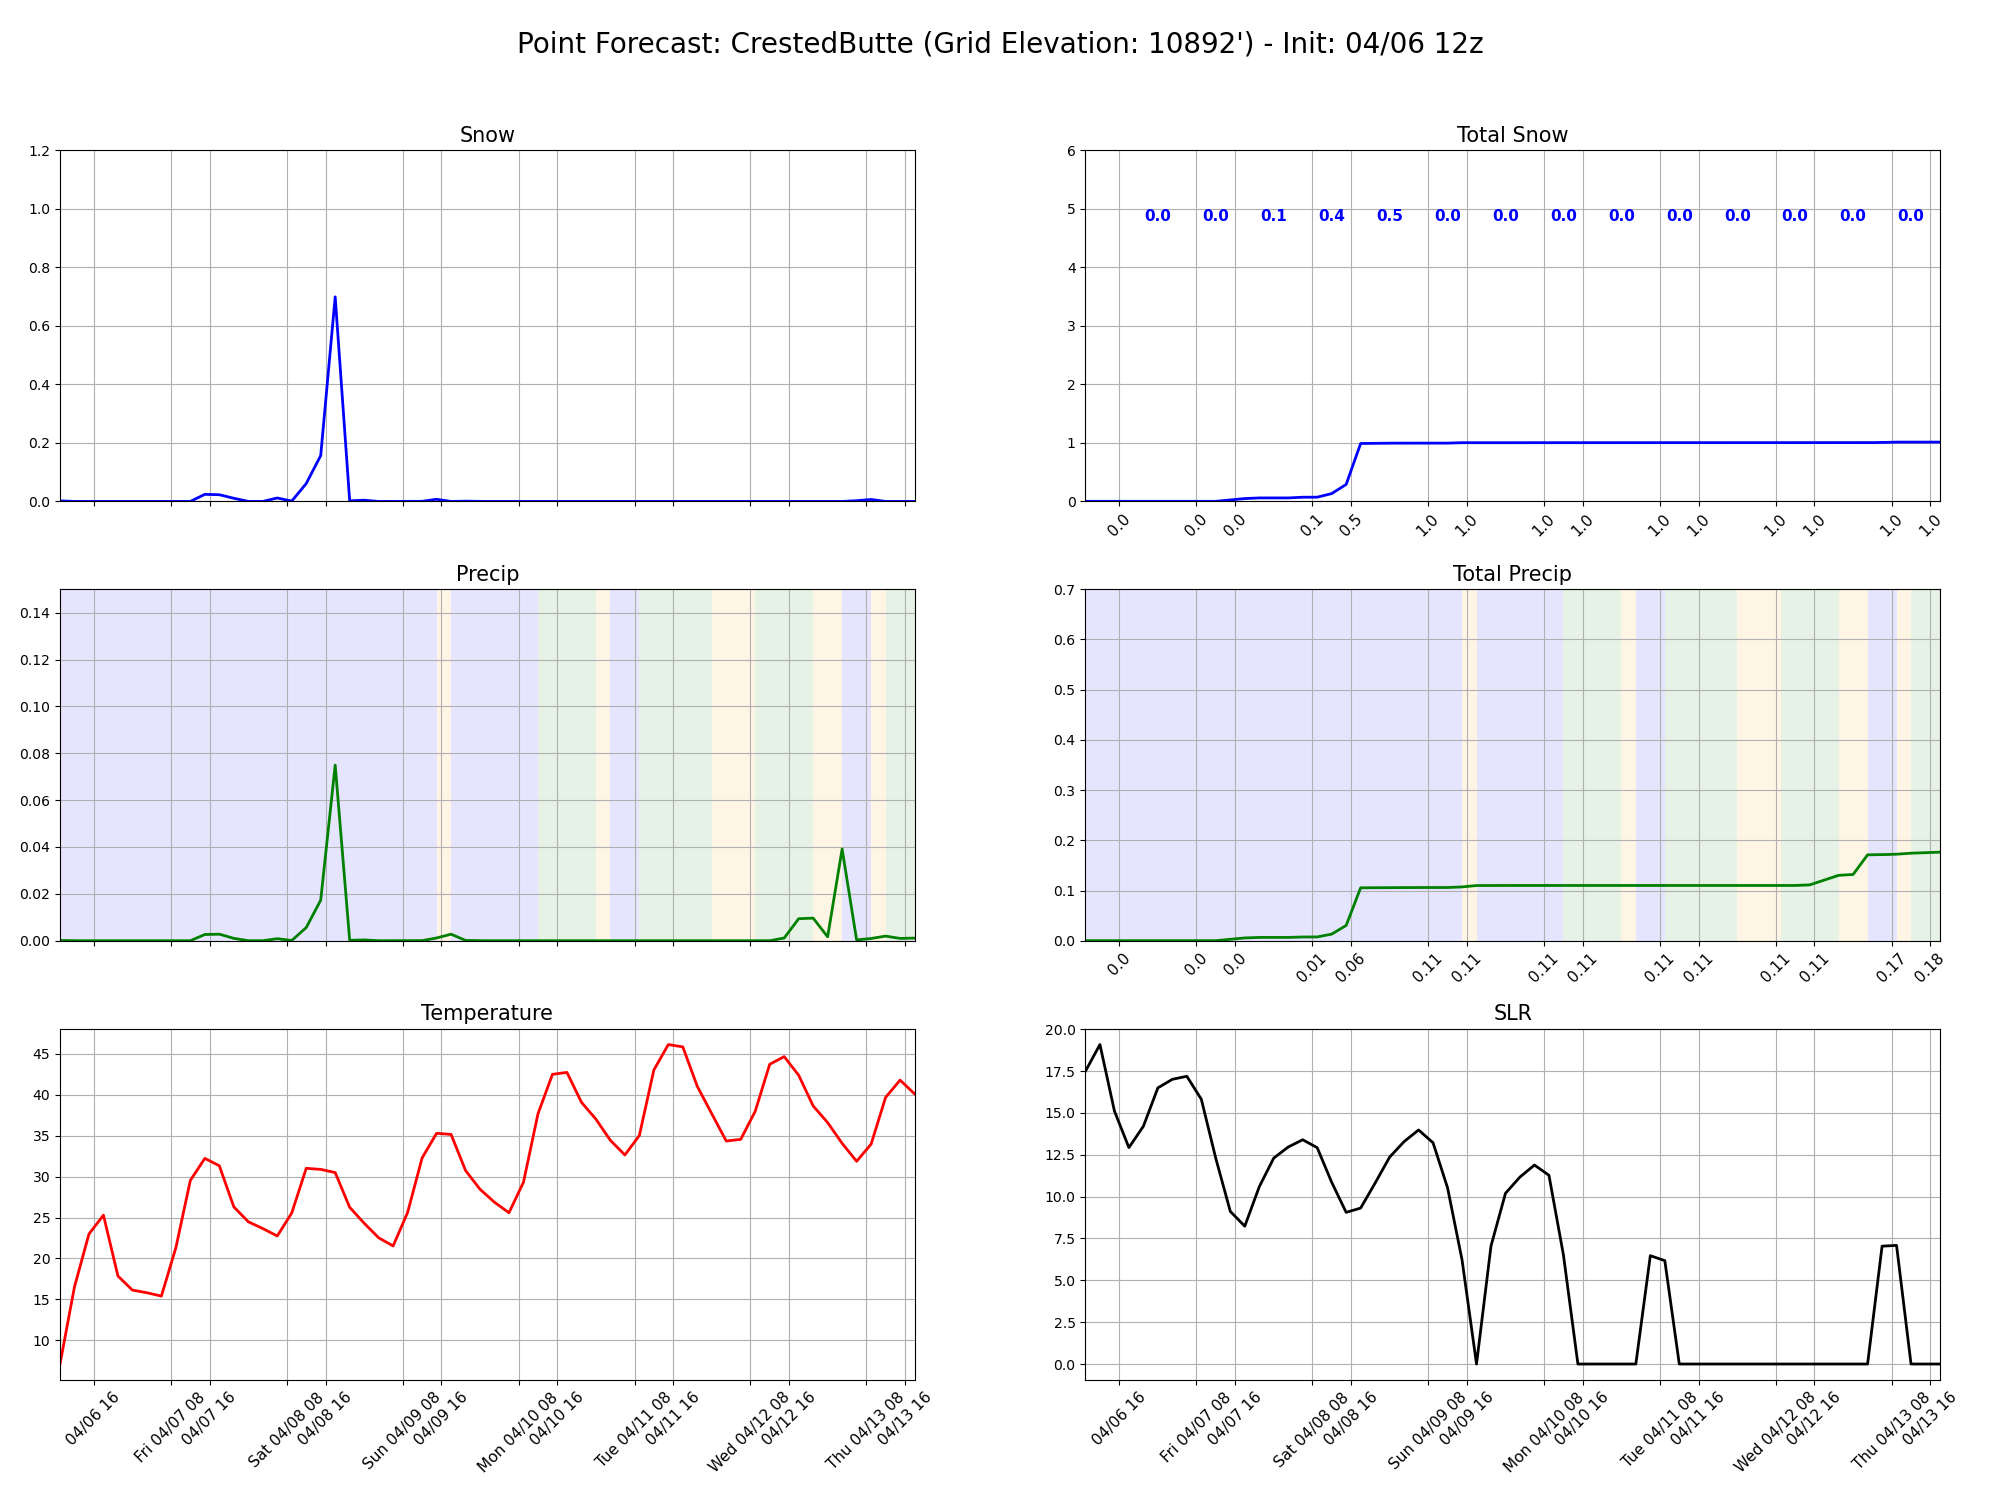 Point Forecast: CrestedButte (Grid Elevation: 10892') - Init: 04/06 12z
Snow
1.2
1.0
0.8
0.6
0.4
0.2
0.0
Total Snow
6
5
4
3
2
1
0
0.0 0.0 0.1 0.4 0.5 0.0 0.0 0.0 0.0 0.0 0.0 0.0 0.0 0.0
0.0 0.0 0.0 0.1 0.5 1.0 1.0 1.0 1.0 1.0 1.0 1.0 1.0 1.0 1.0
Precip
0.14
0.12
0.10
0.08
0.06
0.04
0.02
0.00
Total Precip
0.7
0.6
0.5
0.4
0.3
0.2
0.1
0.0
0.0 0.0 0.0 0.01 0.06 0.11 0.11 0.11 0.11 0.11 0.11 0.11 0.11 0.17 0.18
Temperature
45
40
35
30
25
20
15
10
04/06 16
Fri 04/07 08
04/07 16
Sat 04/08 08
04/08 16
Sun 04/09 08
04/09 16
Mon 04/10 08
04/10 16
Tue 04/11 08
04/11 16
Wed 04/12 08
04/12 16
Thu 04/13 08
04/13 16
SLR
20.0
17.5
15.0
12.5
10.0
7.5
5.0
2.5
0.0
04/06 16
Fri 04/07 08
04/07 16
Sat 04/08 08
04/08 16
Sun 04/09 08
04/09 16
Mon 04/10 08
04/10 16
Tue 04/11 08
04/11 16
Wed 04/12 08
04/12 16
Thu 04/13 08
04/13 16